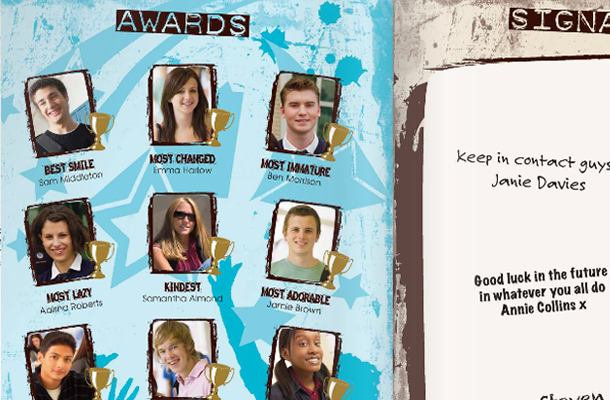 AWARDS
BEST SMILE
Sam Middleton
MOST CHANGED
Emma Harlow
MOST IMMATURE
Ben Morrison
MOST LAZY
Aaisha Roberts
KINDEST
Samantha Almond
MOST ADORABLE
Jamie Brown
SIGNA
Keep in contact guys
Janie Davies
Good luck in the future
in whatever you all do
Annie Collins x
Steven